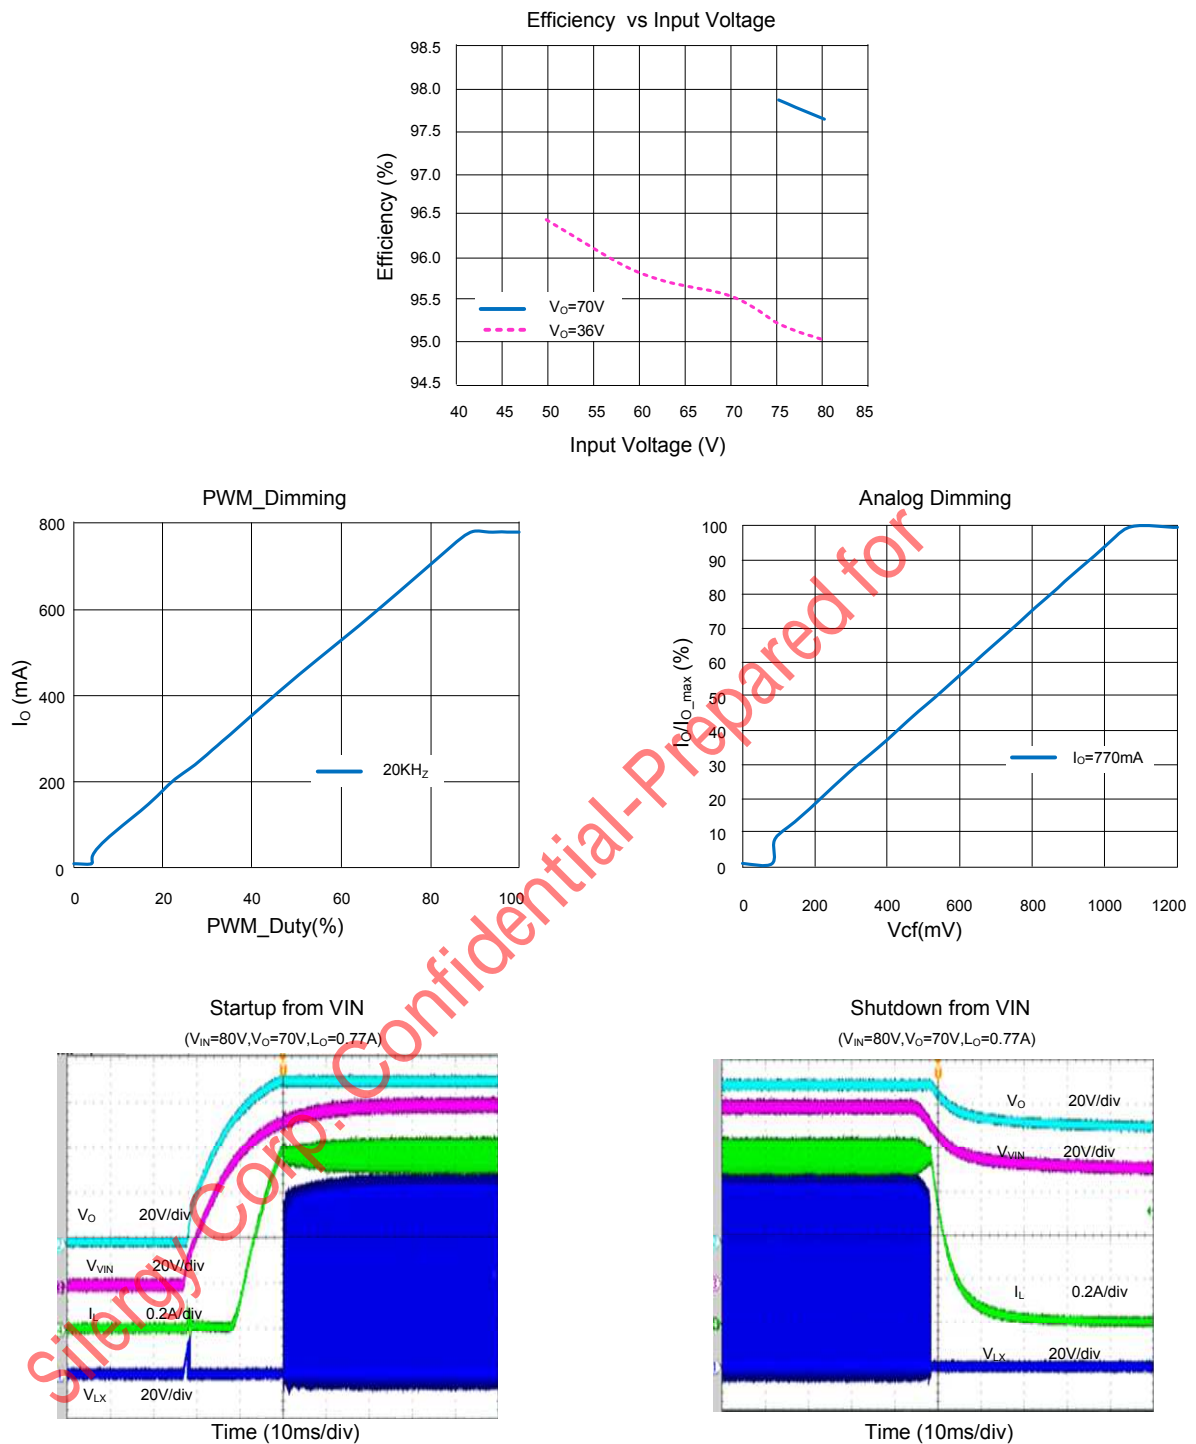 Efficiency vs Input Voltage
98.5
98.0
97.5
97.0
96.5
96.0
95.5
95.0
94.5
Efficiency (%)
VO=70V
VO=36V
40 45 50 55 60 65 70 75 80 85
Input Voltage (V)
PWM_Dimming
800
600
400
200
0
IO (mA)
20KHZ
0 20 40 60 80 100
PWM_Duty(%)
Analog Dimming
100
90
80
70
60
50
40
30
20
10
0
IO/IO_max (%)
IO=770mA
0 200 400 600 800 1000 1200
Vcf(mV)
Startup from VIN
(VIN=80V,VO=70V,LO=0.77A)
VO 20V/div
VVIN 20V/div
IL 0.2A/div
VLX 20V/div
Time (10ms/div)
Shutdown from VIN
(VIN=80V,VO=70V,LO=0.77A)
VO 20V/div
VVIN 20V/div
IL 0.2A/div
VLX 20V/div
Time (10ms/div)
Silergy Corp. Confidential-Prepared for